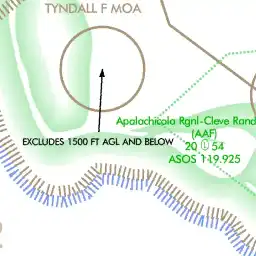 TYNDALL F MOA
Apalachicola Rgnl-Cleve Rand
(AAF)
20 L 54
ASOS 119.925
EXCLUDES 1500 FT AGL AND BELOW